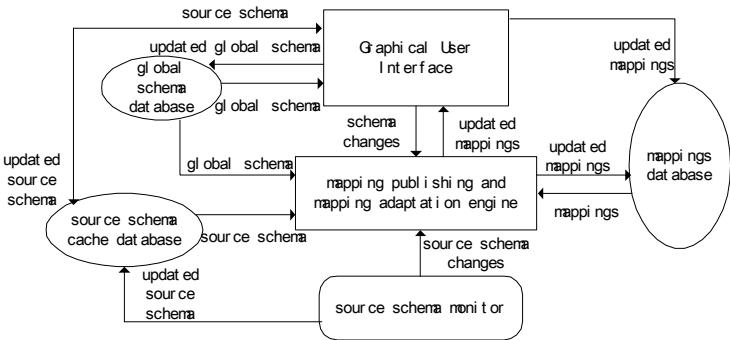 source schema
Graphical User
Interface
updated global schema
updated
mappings
global
schema
database
global schema
schema
changes
updated
mappings
updated
source
schema
global schema
mapping publishing and
mapping adaptation engine
updated
mappings
mappings
database
mappings
source schema
cache database
source schema
source schema
changes
updated
source
schema
source schema monitor